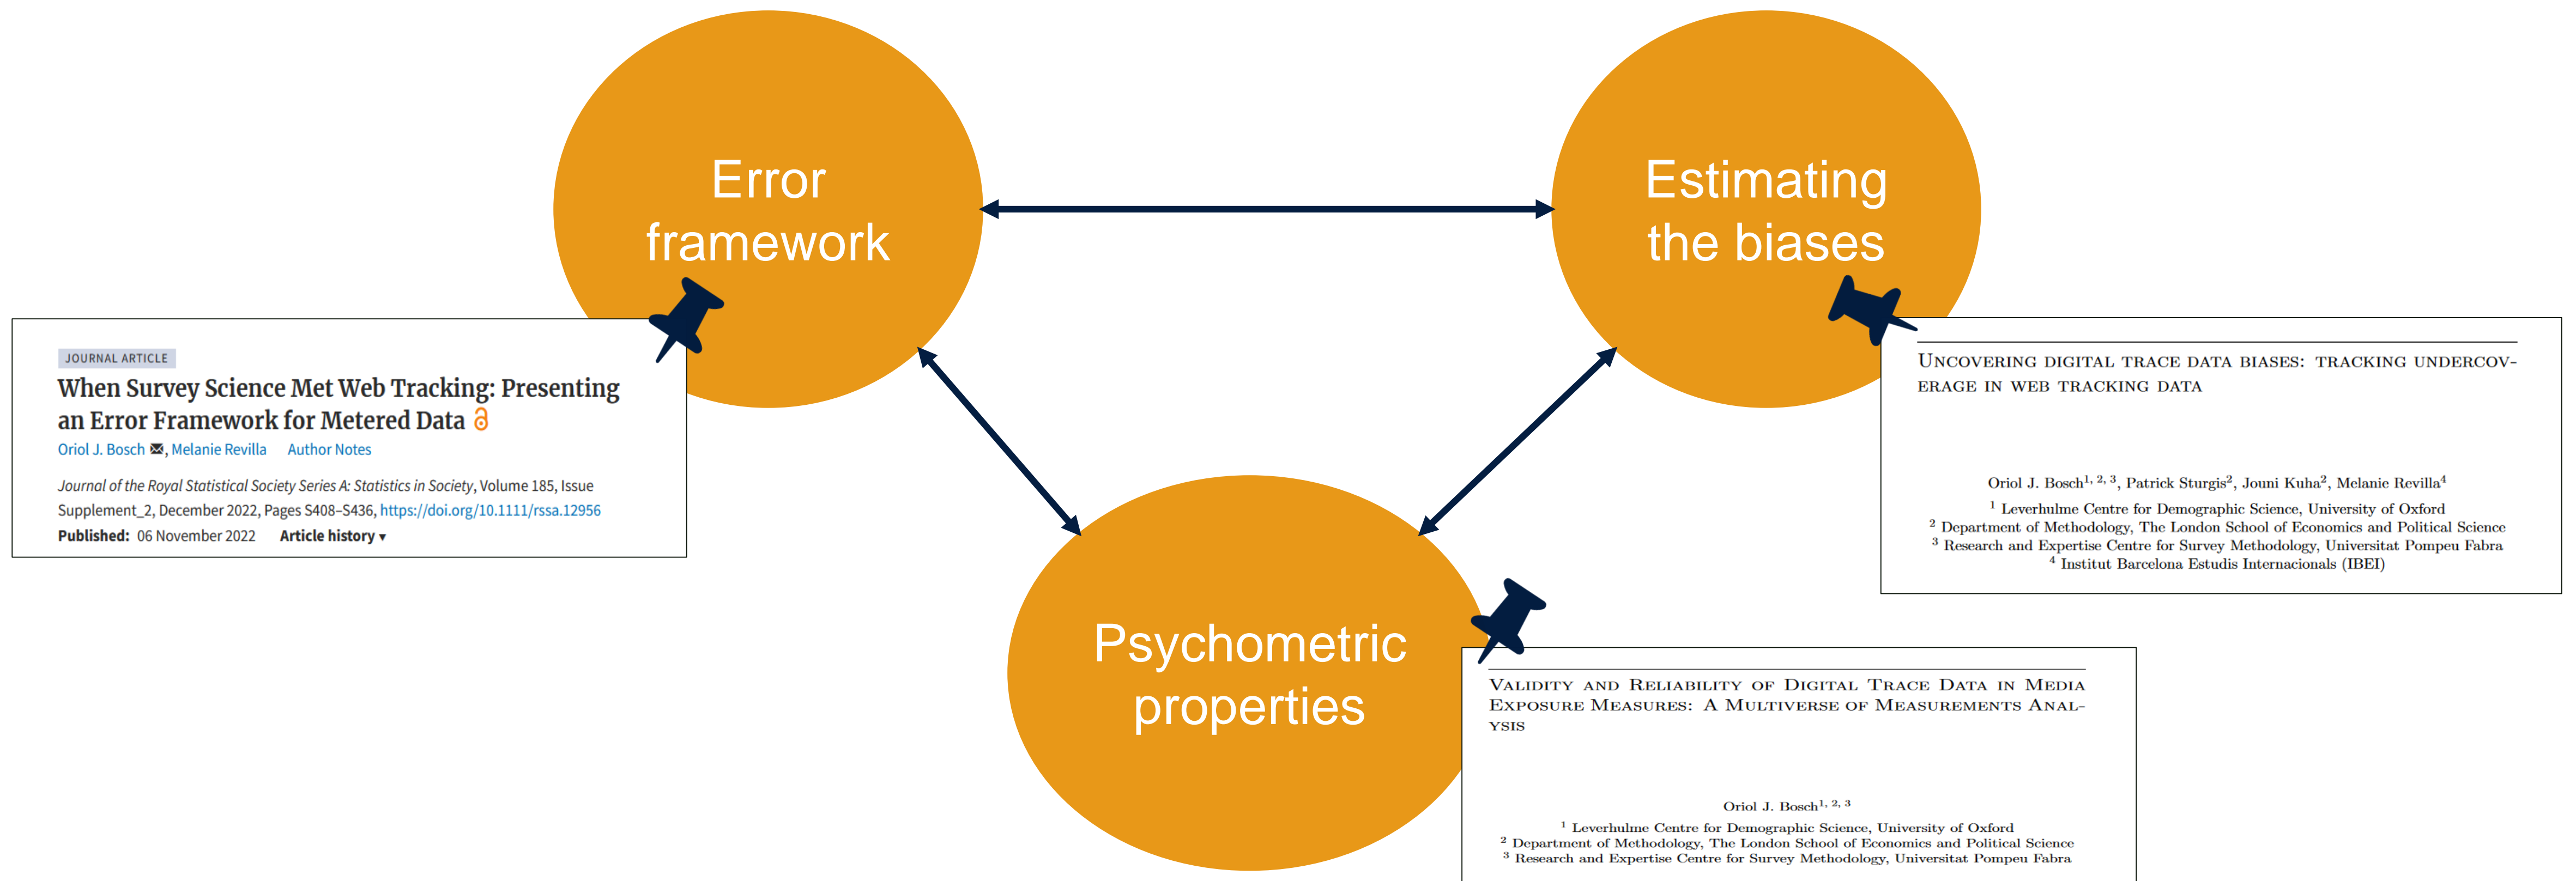 Error
framework
Estimating
the biases
JOURNAL ARTICLE
When Survey Science Met Web Tracking: Presenting
an Error Framework for Metered Data
Oriol J. Bosch, Melanie Revilla Author Notes
Journal of the Royal Statistical Society Series A: Statistics in Society, Volume 185, Issue
Supplement_2, December 2022, Pages S408–S436, https://doi.org/10.1111/rssa.12956
Published: 06 November 2022 Article history ▾
UNCOVERING DIGITAL TRACE DATA BIASES: TRACKING UNDERCOV-
ERAGE IN WEB TRACKING DATA
Oriol J. Bosch1, 2, 3, Patrick Sturgis2, Jouni Kuha2, Melanie Revilla4
1 Leverhulme Centre for Demographic Science, University of Oxford
2 Department of Methodology, The London School of Economics and Political Science
3 Research and Expertise Centre for Survey Methodology, Universitat Pompeu Fabra
4 Institut Barcelona Estudis Internacionals (IBEI)
Psychometric
properties
VALIDITY AND RELIABILITY OF DIGITAL TRACE DATA IN MEDIA
EXPOSURE MEASURES: A MULTIVERSE OF MEASUREMENTS ANAL-
YSIS
Oriol J. Bosch1, 2, 3
1 Leverhulme Centre for Demographic Science, University of Oxford
2 Department of Methodology, The London School of Economics and Political Science
3 Research and Expertise Centre for Survey Methodology, Universitat Pompeu Fabra